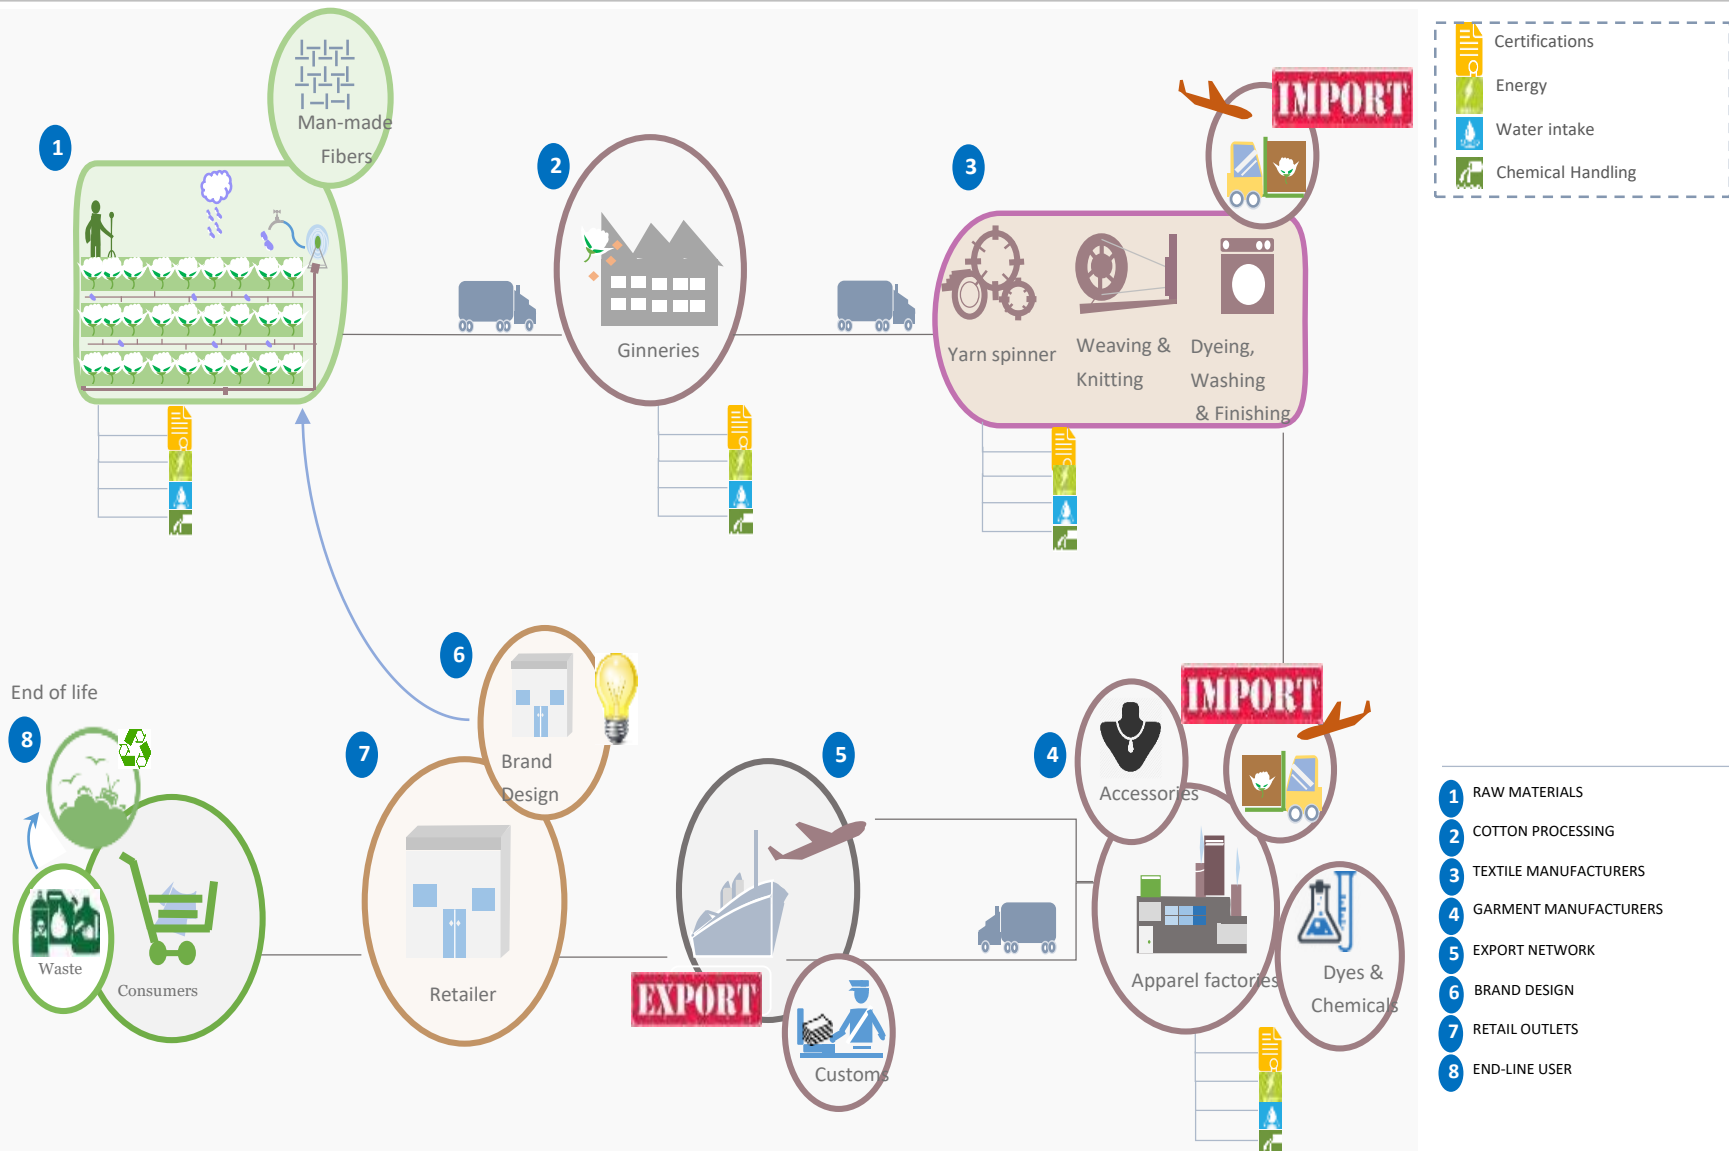 Man-made
Fibers
1
2
Ginneries
3
IMPORT
Yarn spinner
Weaving &
Knitting
Dyeing,
Washing
& Finishing
Certifications
Energy
Water intake
Chemical Handling
End of life
8
Waste
Consumers
7
Retailer
6
Brand
Design
5
EXPORT
Customs
4
Accessories
IMPORT
Apparel factories
Dyes &
Chemicals
1 RAW MATERIALS
2 COTTON PROCESSING
3 TEXTILE MANUFACTURERS
4 GARMENT MANUFACTURERS
5 EXPORT NETWORK
6 BRAND DESIGN
7 RETAIL OUTLETS
8 END-LINE USER